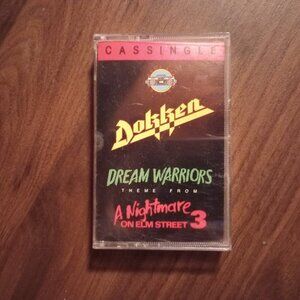 CASSINGLE
Dokken
DREAM WARRIORS
THEME FROM
A Nightmare
ON ELM STREET 3